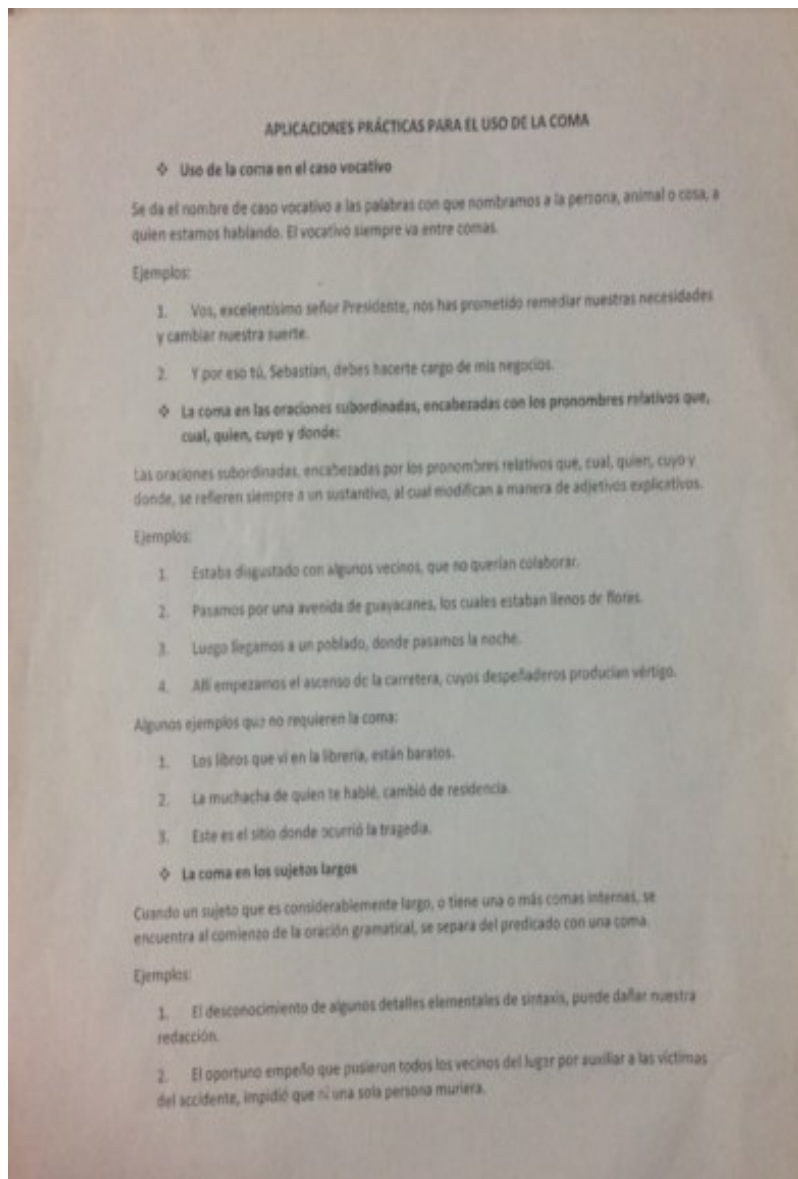 APLICACIONES PRÁCTICAS PARA EL USO DE LA COMA
❖ Uso de la coma en el caso vocativo
Se da el nombre de caso vocativo a las palabras con que nombramos a la persona, animal o cosa, a
quien estamos hablando. El vocativo siempre va entre comas.
Ejemplos:
1. Vos, excelentísimo señor Presidente, nos has prometido remediar nuestras necesidades
y cambiar nuestra suerte.
2. Y por eso tú, Sebastían, debes hacerte cargo de mis negocios.
❖ La coma en las oraciones subordinadas, encabezadas con los pronombres relativos que,
cual, quien, cuyo y donde:
Las oraciones subordinadas, encabezadas por los pronombres relativos que, cual, quien, cuyo y
donde, se refieren siempre a un sustantivo, al cual modifican a manera de adjetivos explicativos.
Ejemplos:
1. Estaba disgustado con algunos vecinos, que no querían colaborar.
2. Pasamos por una avenida de guayacanes, los cuales estaban llenos de flores.
3. Luego llegamos a un poblado, donde pasamos la noche.
4. Allí empezamos el ascenso de la carretera, cuyos despeñaderos producían vértigo.
Algunos ejemplos que no requieren la coma:
1. Los libros que vi en la librería, están baratos.
2. La muchacha de quien te hablé, cambió de residencia.
3. Este es el sitio donde ocurrió la tragedia.
❖ La coma en los sujetos largos
Cuando un sujeto que es considerablemente largo, o tiene una o más comas internas, se
encuentra al comienzo de la oración gramatical, se separa del predicado con una coma.
Ejemplos:
1. El desconocimiento de algunos detalles elementales de sintaxis, puede dañar nuestra
redacción.
2. El oportuno empeño que pusieron todos los vecinos del lugar por auxiliar a las víctimas
del accidente, impidió que ni una sola persona muriera.